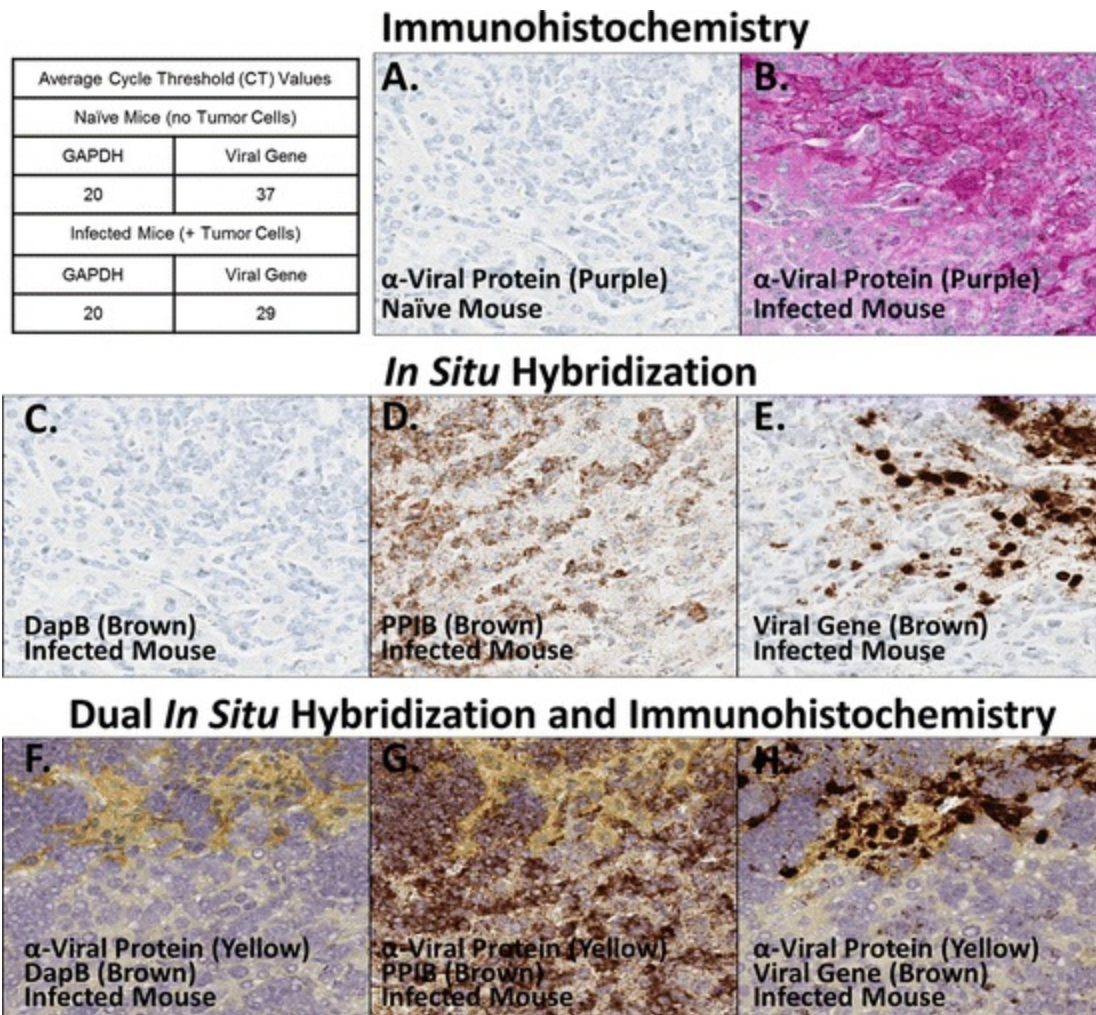 Immunohistochemistry
Average Cycle Threshold (CT) Values
Naïve Mice (no Tumor Cells)
GAPDH Viral Gene
20 37
Infected Mice (+ Tumor Cells)
GAPDH Viral Gene
20 29
A.
α-Viral Protein (Purple)
Naïve Mouse
B.
α-Viral Protein (Purple)
Infected Mouse
In Situ Hybridization
C.
DapB (Brown)
Infected Mouse
D.
PPIB (Brown)
Infected Mouse
E.
Viral Gene (Brown)
Infected Mouse
Dual In Situ Hybridization and Immunohistochemistry
F.
α-Viral Protein (Yellow)
DapB (Brown)
Infected Mouse
G.
α-Viral Protein (Yellow)
PPIB (Brown)
Infected Mouse
H.
α-Viral Protein (Yellow)
Viral Gene (Brown)
Infected Mouse